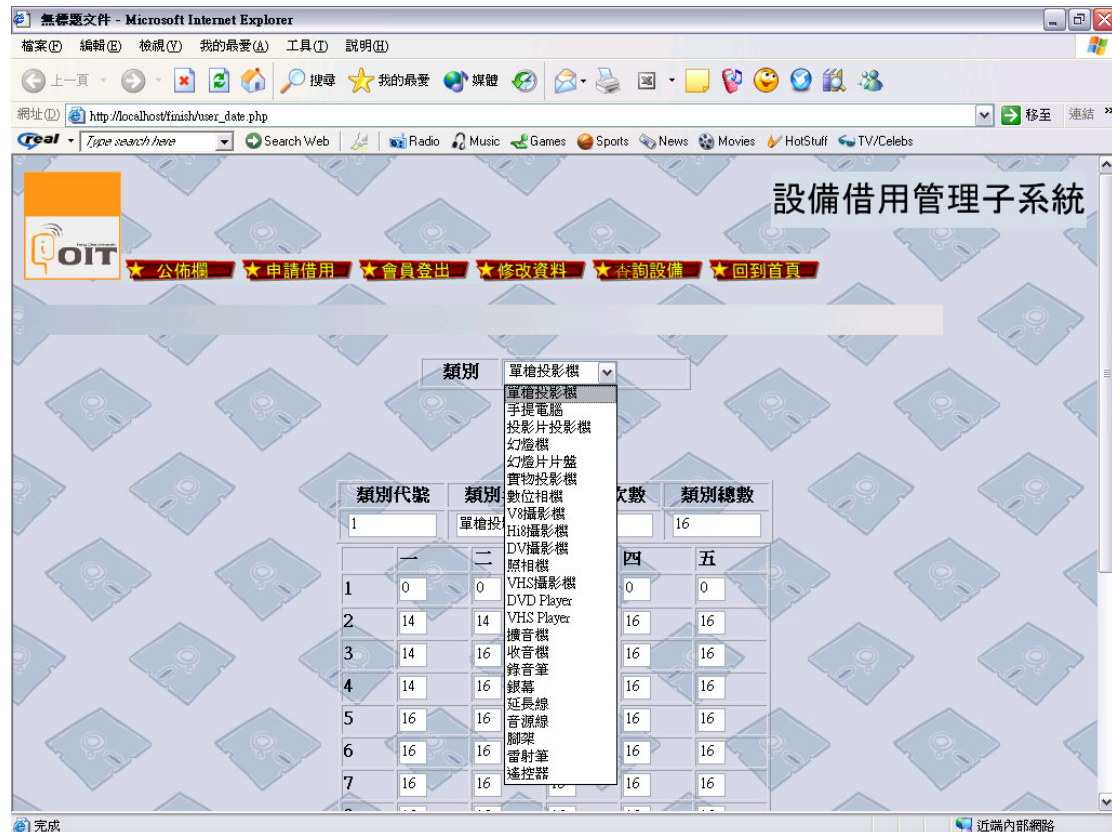 無標題文件 - Microsoft Internet Explorer
檔案(F) 編輯(E) 檢視(V) 我的最愛(A) 工具(T) 說明(H)
上一頁 搜尋 我的最愛 媒體
網址(D) http://localhost/finish/user_date.php 移至 連結 »
real Type search here Search Web Radio Music Games Sports News Movies HotStuff TV/Celebs
設備借用管理子系統
OIT
公佈欄 申請借用 會員登出 修改資料 查詢設備 回到首頁
類別 單槍投影機
單槍投影機
手提電腦
投影片投影機
幻燈機
幻燈片片盤
實物投影機
數位相機
V8攝影機
Hi8攝影機
DV攝影機
照相機
VHS攝影機
DVD Player
VHS Player
擴音機
收音機
錄音筆
銀幕
延長線
音源線
腳架
雷射筆
遙控器
類別代號 類別 次數 類別總數
1 單槍投 16
一 二 四 五
1 0 0 0 0
2 14 14 16 16
3 14 16 16 16
4 14 16 16 16
5 16 16 16 16
6 16 16 16 16
7 16 16 16 16
完成 近端內部網路